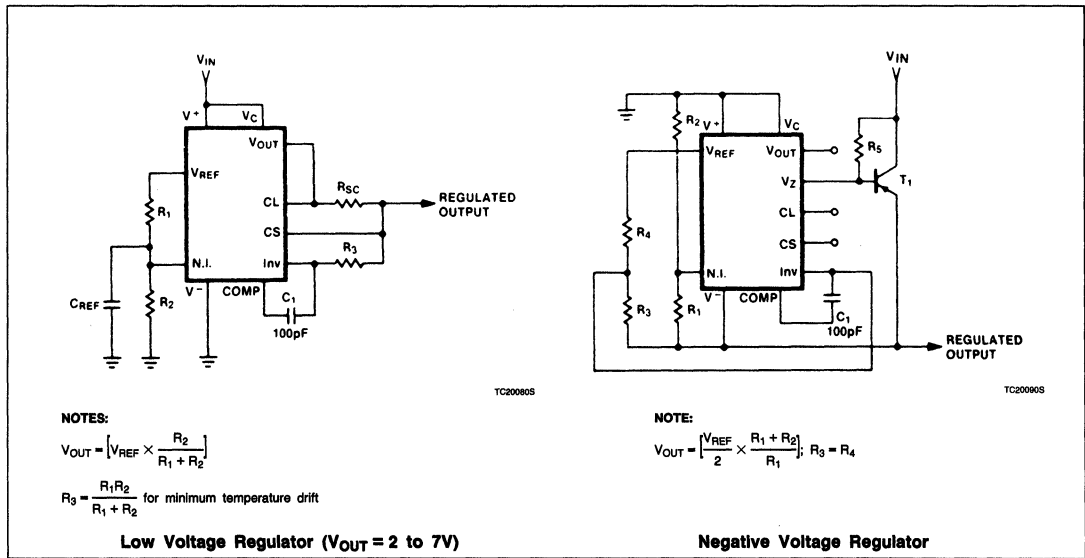 VIN
V+ VC
VOUT
VREF
RSC
CL
REGULATED
OUTPUT
R1
CS
R3
N.I. Inv
CREF
R2
V− COMP
C1
100pF
TC20080S
NOTES:
VOUT = [VREF × R2 / R1 + R2]
R3 = R1R2 / R1 + R2 for minimum temperature drift
Low Voltage Regulator (VOUT = 2 to 7V)
VIN
R2 V+ VC
VREF VOUT
R5
VZ
T1
CL
R4
CS
N.I. Inv
V− COMP
R3 R1
C1
100pF
REGULATED
OUTPUT
TC20090S
NOTE:
VOUT = [VREF / 2 × R1 + R2 / R1]; R3 = R4
Negative Voltage Regulator